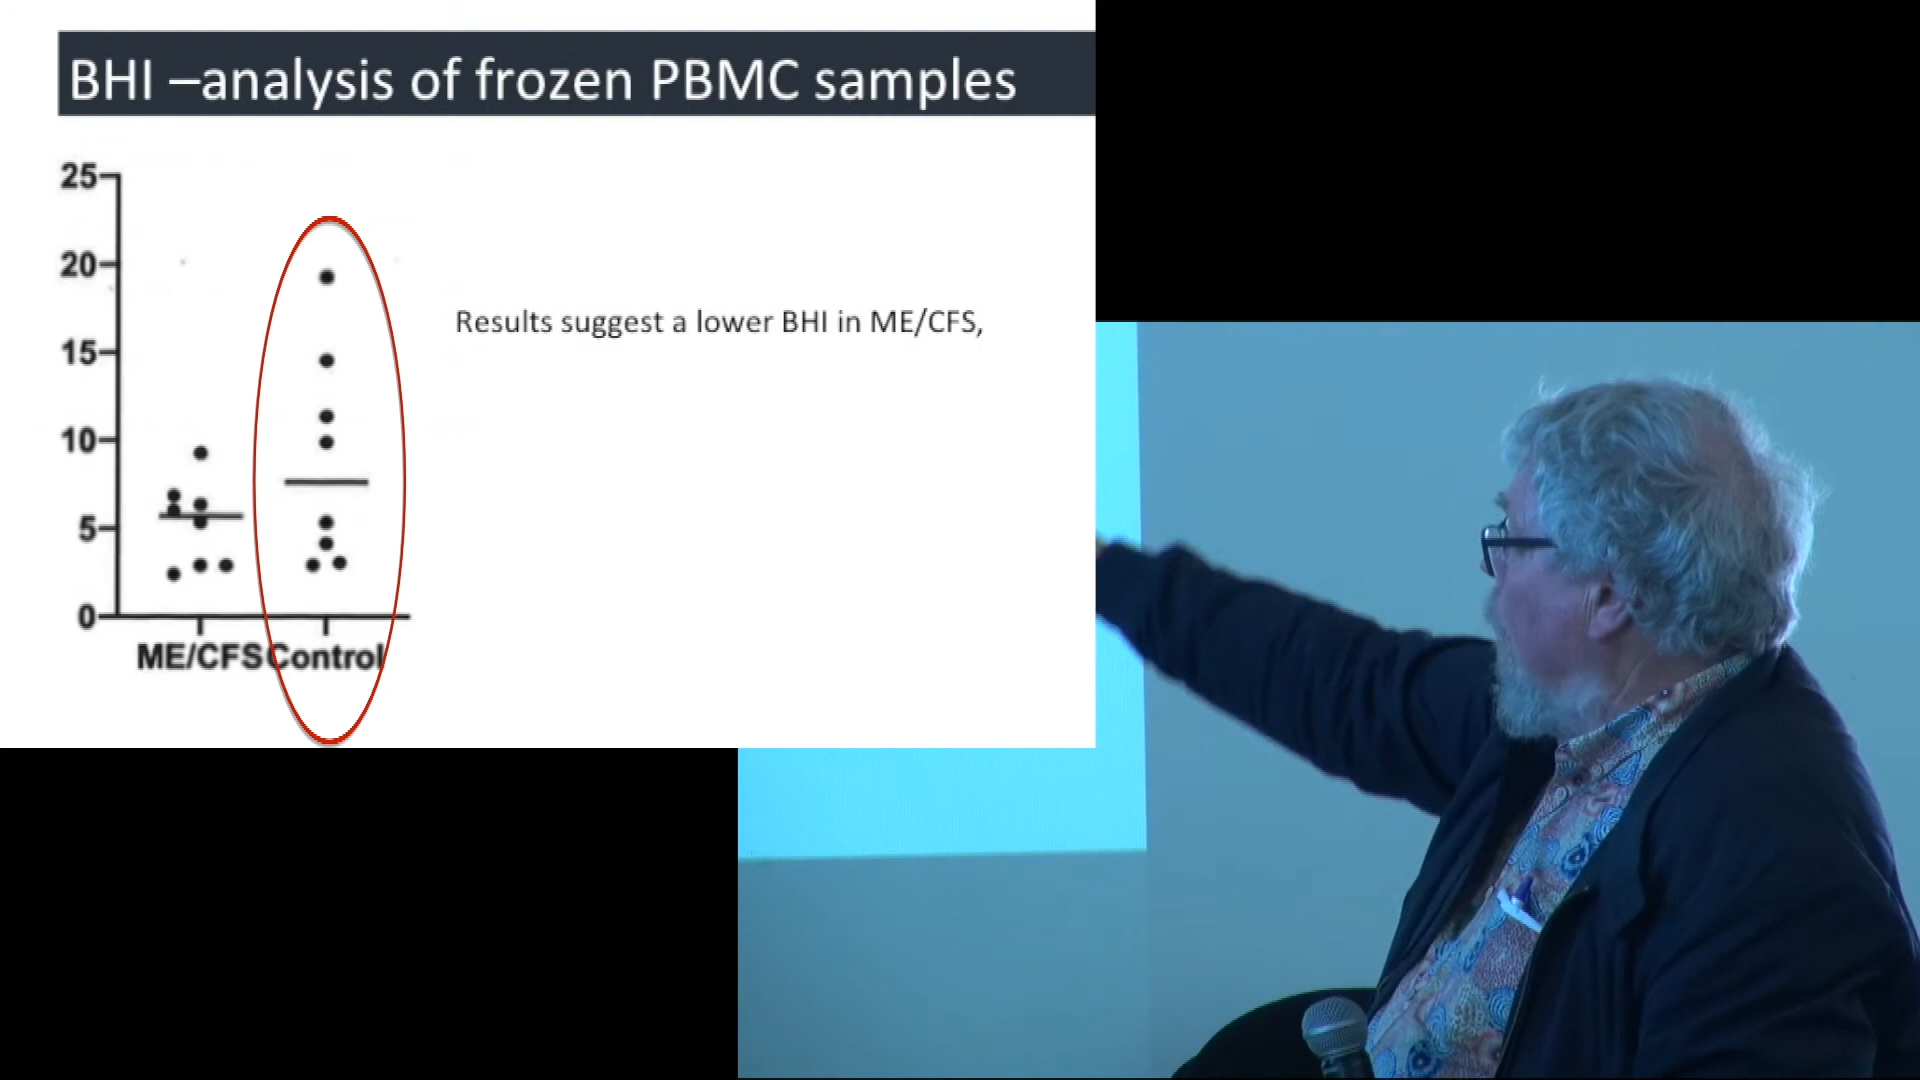 BHI –analysis of frozen PBMC samples
25
20
15
10
5
0
ME/CFS Control
Results suggest a lower BHI in ME/CFS,